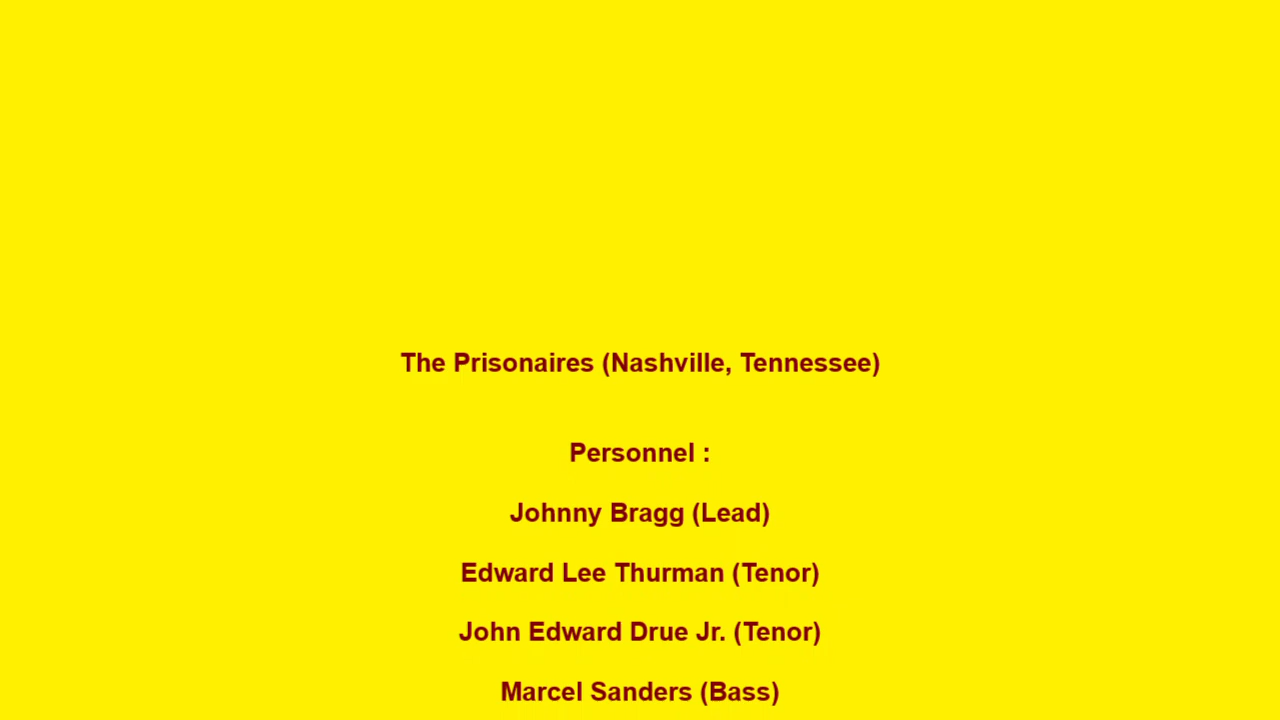 The Prisonaires (Nashville, Tennessee)
Personnel :
Johnny Bragg (Lead)
Edward Lee Thurman (Tenor)
John Edward Drue Jr. (Tenor)
Marcel Sanders (Bass)